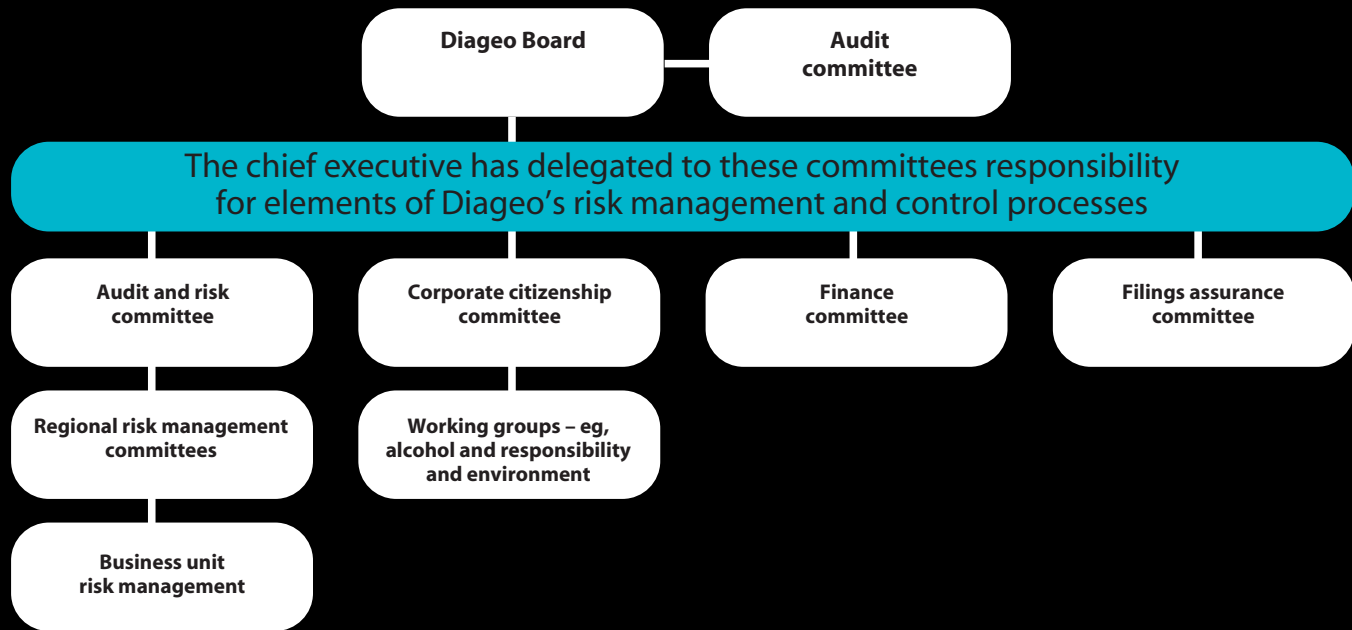 Diageo Board
Audit
committee
The chief executive has delegated to these committees responsibility
for elements of Diageo’s risk management and control processes
Audit and risk
committee
Corporate citizenship
committee
Finance
committee
Filings assurance
committee
Regional risk management
committees
Working groups – eg,
alcohol and responsibility
and environment
Business unit
risk management